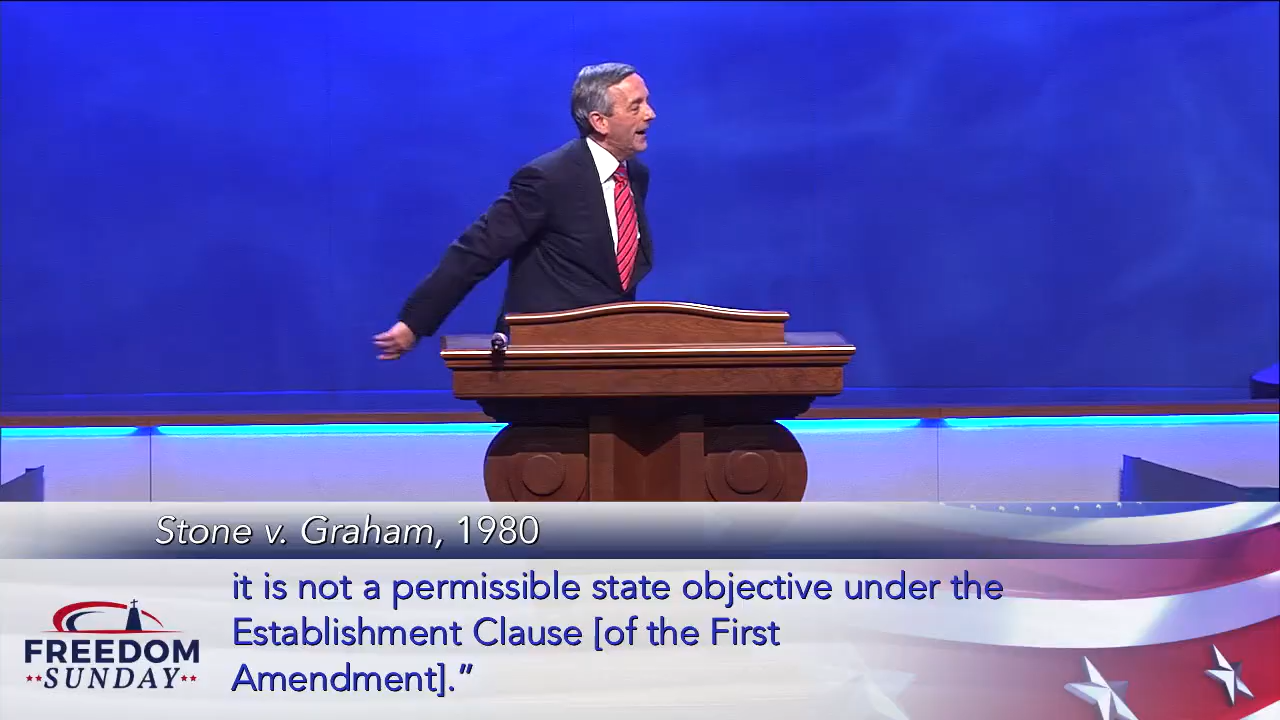 Stone v. Graham, 1980
it is not a permissible state objective under the
Establishment Clause [of the First
Amendment].”
FREEDOM
SUNDAY